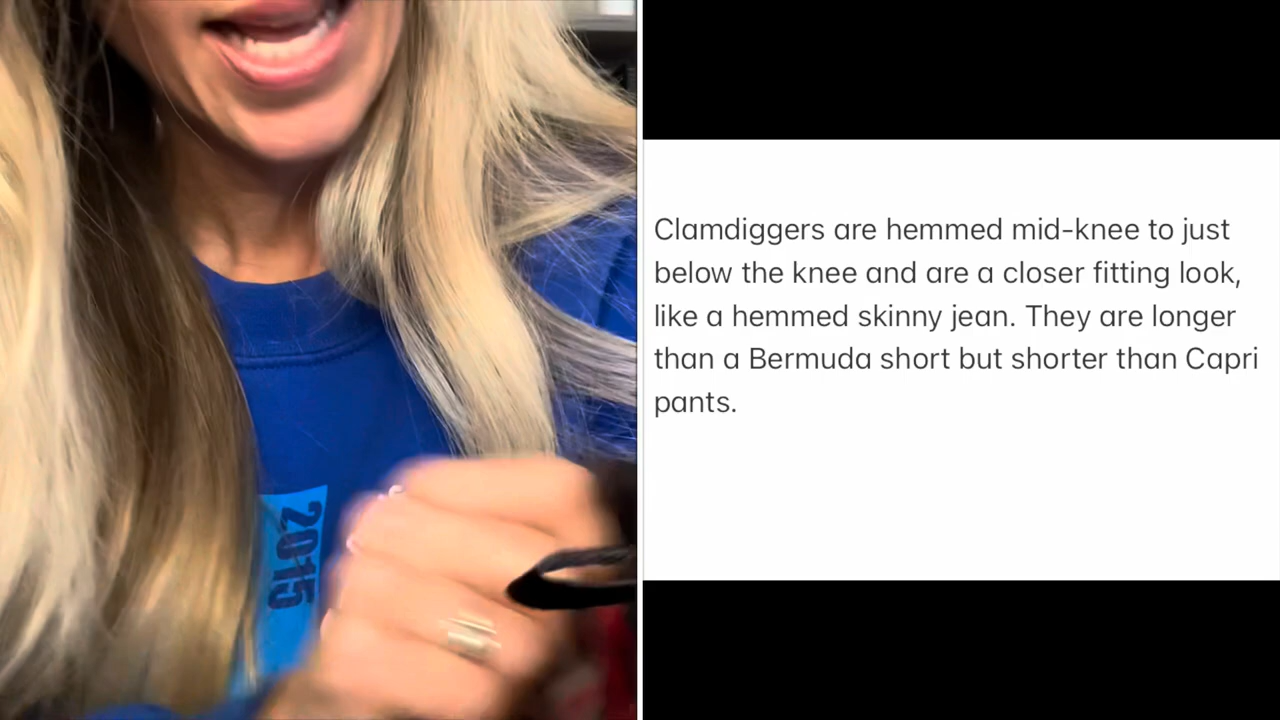 2015
Clamdiggers are hemmed mid-knee to just
below the knee and are a closer fitting look,
like a hemmed skinny jean. They are longer
than a Bermuda short but shorter than Capri
pants.